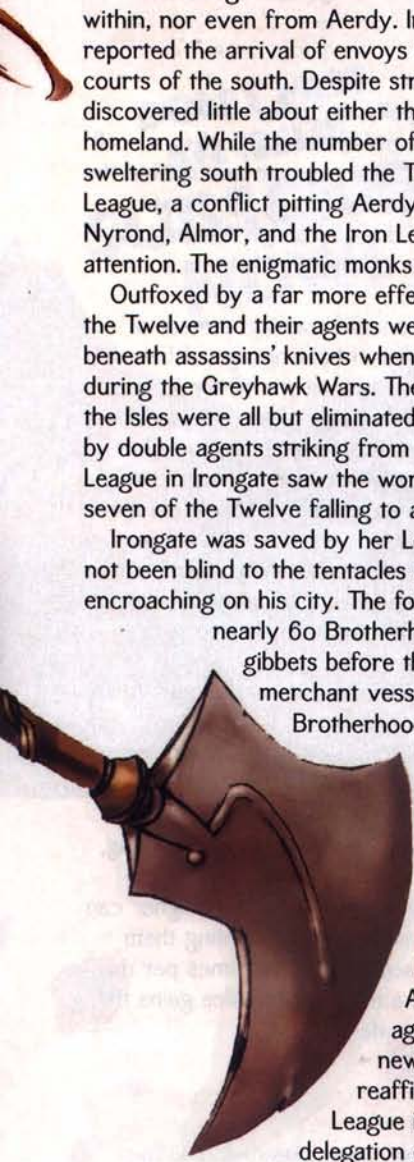 within, nor even from Aerdy. I
reported the arrival of envoys
courts of the south. Despite str
discovered little about either th
homeland. While the number of
sweltering south troubled the T
League, a conflict pitting Aerdy
Nyrond, Almor, and the Iron Le
attention. The enigmatic monks
Outfoxed by a far more effe
the Twelve and their agents we
beneath assassins' knives when
during the Greyhawk Wars. The
the Isles were all but eliminated
by double agents striking from
League in Irongate saw the wor
seven of the Twelve falling to a
Irongate was saved by her L
not been blind to the tentacles
encroaching on his city. The fo
nearly 60 Brotherh
gibbets before th
merchant vess
Brotherhoo
A
ag
new
reaffi
League
delegation